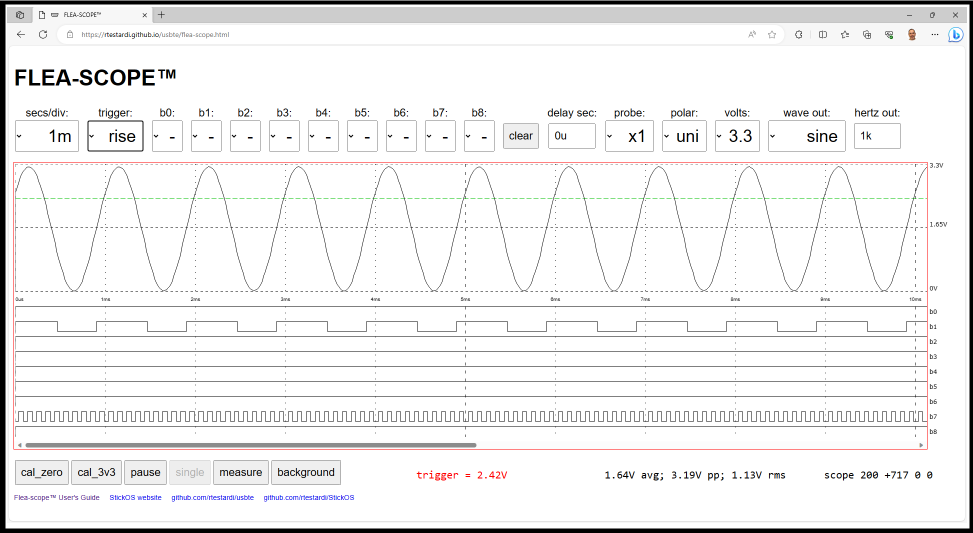 FLEA-SCOPE™
https://rtestardi.github.io/usbte/flea-scope.html
FLEA-SCOPE™
secs/div: trigger: b0: b1: b2: b3: b4: b5: b6: b7: b8: delay sec: probe: polar: volts: wave out: hertz out:
1m rise - - - - - - - - - clear 0u x1 uni 3.3 sine 1k
3.3V
1.65V
0V
0us 1ms 2ms 3ms 4ms 5ms 6ms 7ms 8ms 9ms 10ms
b0
b1
b2
b3
b4
b5
b6
b7
b8
cal_zero cal_3v3 pause single measure background trigger = 2.42V 1.64V avg; 3.19V pp; 1.13V rms scope 200 +717 0 0
Flea-scope™ User's Guide StickOS website github.com/rtestardi/usbte github.com/rtestardi/StickOS